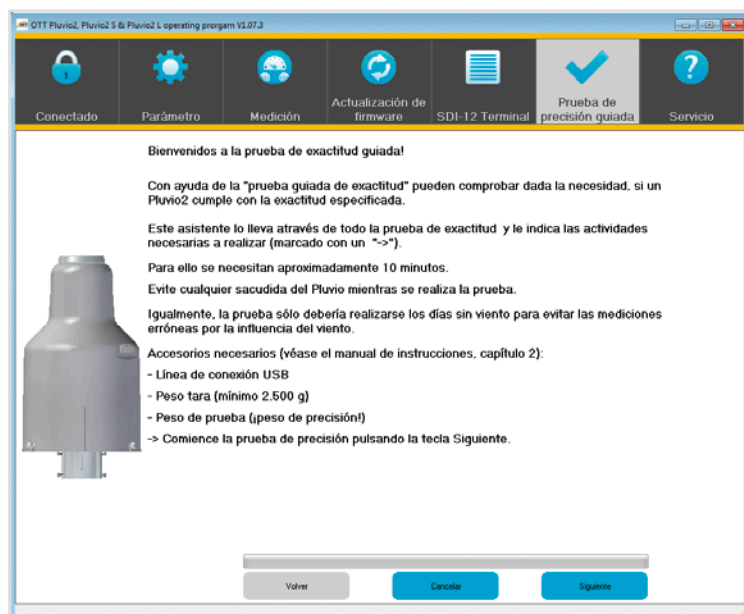 OTT Pluvio2, Pluvio2 S & Pluvio2 L operating prorgam V1.07.3
Conectado
Parámetro
Medición
Actualización de
firmware
SDI-12 Terminal
Prueba de
precisión guiada
Servicio
Bienvenidos a la prueba de exactitud guiada!
Con ayuda de la "prueba guiada de exactitud" pueden comprobar dada la necesidad, si un
Pluvio2 cumple con la exactitud especificada.
Este asistente lo lleva através de todo la prueba de exactitud y le indica las actividades
necesarias a realizar (marcado con un "->").
Para ello se necesitan aproximadamente 10 minutos.
Evite cualquier sacudida del Pluvio mientras se realiza la prueba.
Igualmente, la prueba sólo debería realizarse los días sin viento para evitar las mediciones
erróneas por la influencia del viento.
Accesorios necesarios (véase el manual de instrucciones, capítulo 2):
- Línea de conexión USB
- Peso tara (mínimo 2.500 g)
- Peso de prueba (¡peso de precisión!)
-> Comience la prueba de precisión pulsando la tecla Siguiente.
Volver
Cancelar
Siguiente